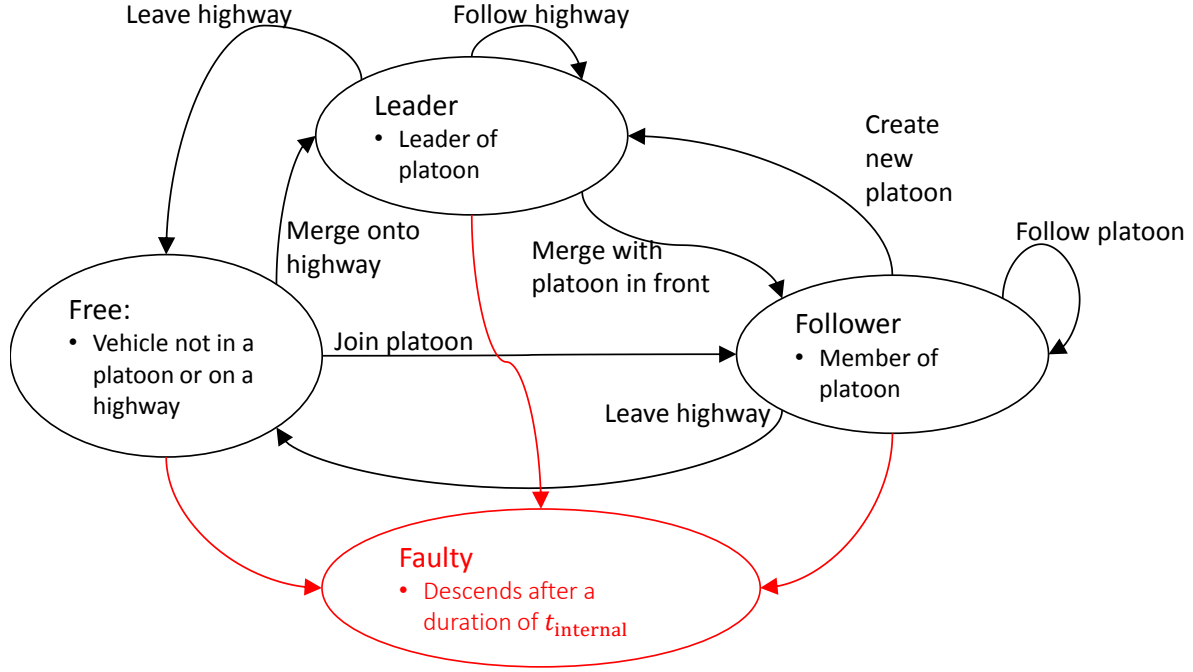 Leave highway
Follow highway
Leader
• Leader of
platoon
Create
new
platoon
Merge onto
highway
Merge with
platoon in front
Follow platoon
Free:
• Vehicle not in a
platoon or on a
highway
Join platoon
Follower
• Member of
platoon
Leave highway
Faulty
• Descends after a
duration of t_internal